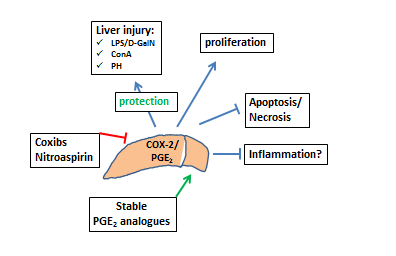 Liver injury:
✓ LPS/D-GalN
✓ ConA
✓ PH
proliferation
protection
Apoptosis/
Necrosis
Coxibs
Nitroaspirin
COX-2/
PGE₂
Inflammation?
Stable
PGE₂ analogues